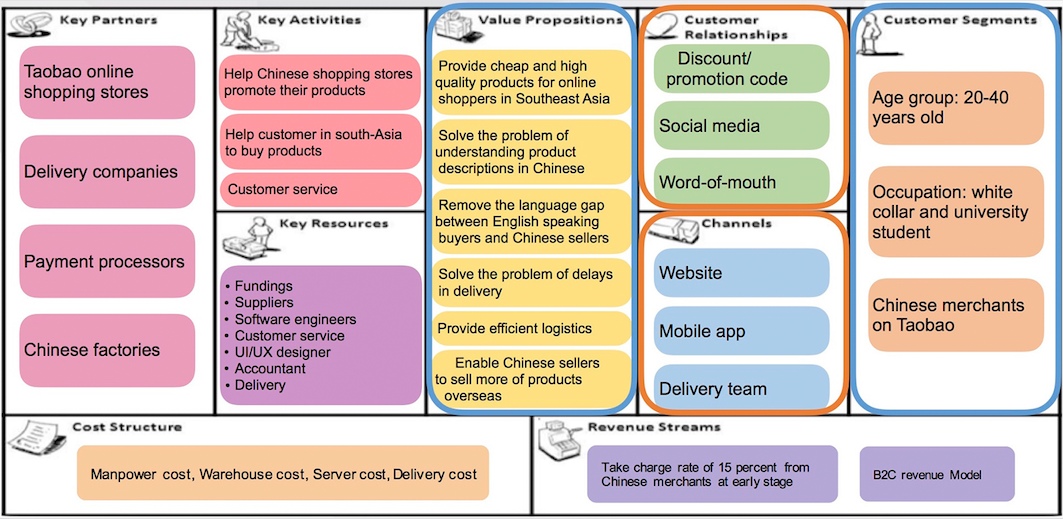 Key Partners
Taobao online
shopping stores
Delivery companies
Payment processors
Chinese factories
Key Activities
Help Chinese shopping stores
promote their products
Help customer in south-Asia
to buy products
Customer service
Key Resources
• Fundings
• Suppliers
• Software engineers
• Customer service
• UI/UX designer
• Accountant
• Delivery
Value Propositions
Provide cheap and high
quality products for online
shoppers in Southeast Asia
Solve the problem of
understanding product
descriptions in Chinese
Remove the language gap
between English speaking
buyers and Chinese sellers
Solve the problem of delays
in delivery
Provide efficient logistics
Enable Chinese sellers
to sell more of products
overseas
Customer
Relationships
Discount/
promotion code
Social media
Word-of-mouth
Channels
Website
Mobile app
Delivery team
Customer Segments
Age group: 20-40
years old
Occupation: white
collar and university
student
Chinese merchants
on Taobao
Cost Structure
Manpower cost, Warehouse cost, Server cost, Delivery cost
Revenue Streams
Take charge rate of 15 percent from
Chinese merchants at early stage
B2C revenue Model